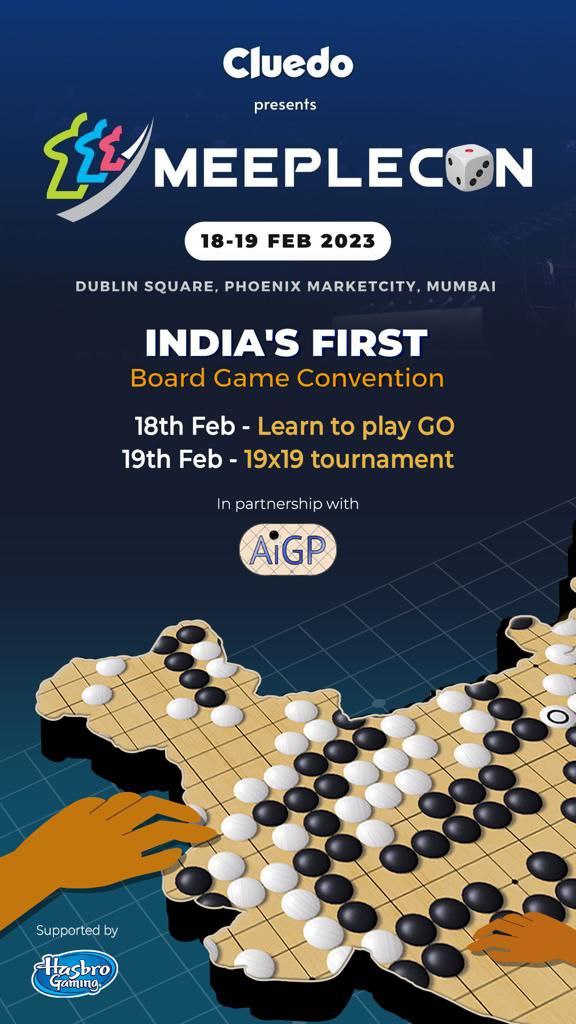 Cluedo
presents
MEEPLECON
18-19 FEB 2023
DUBLIN SQUARE, PHOENIX MARKETCITY, MUMBAI
INDIA'S FIRST
Board Game Convention
18th Feb - Learn to play GO
19th Feb - 19x19 tournament
In partnership with
AiGP
Supported by
Hasbro
Gaming